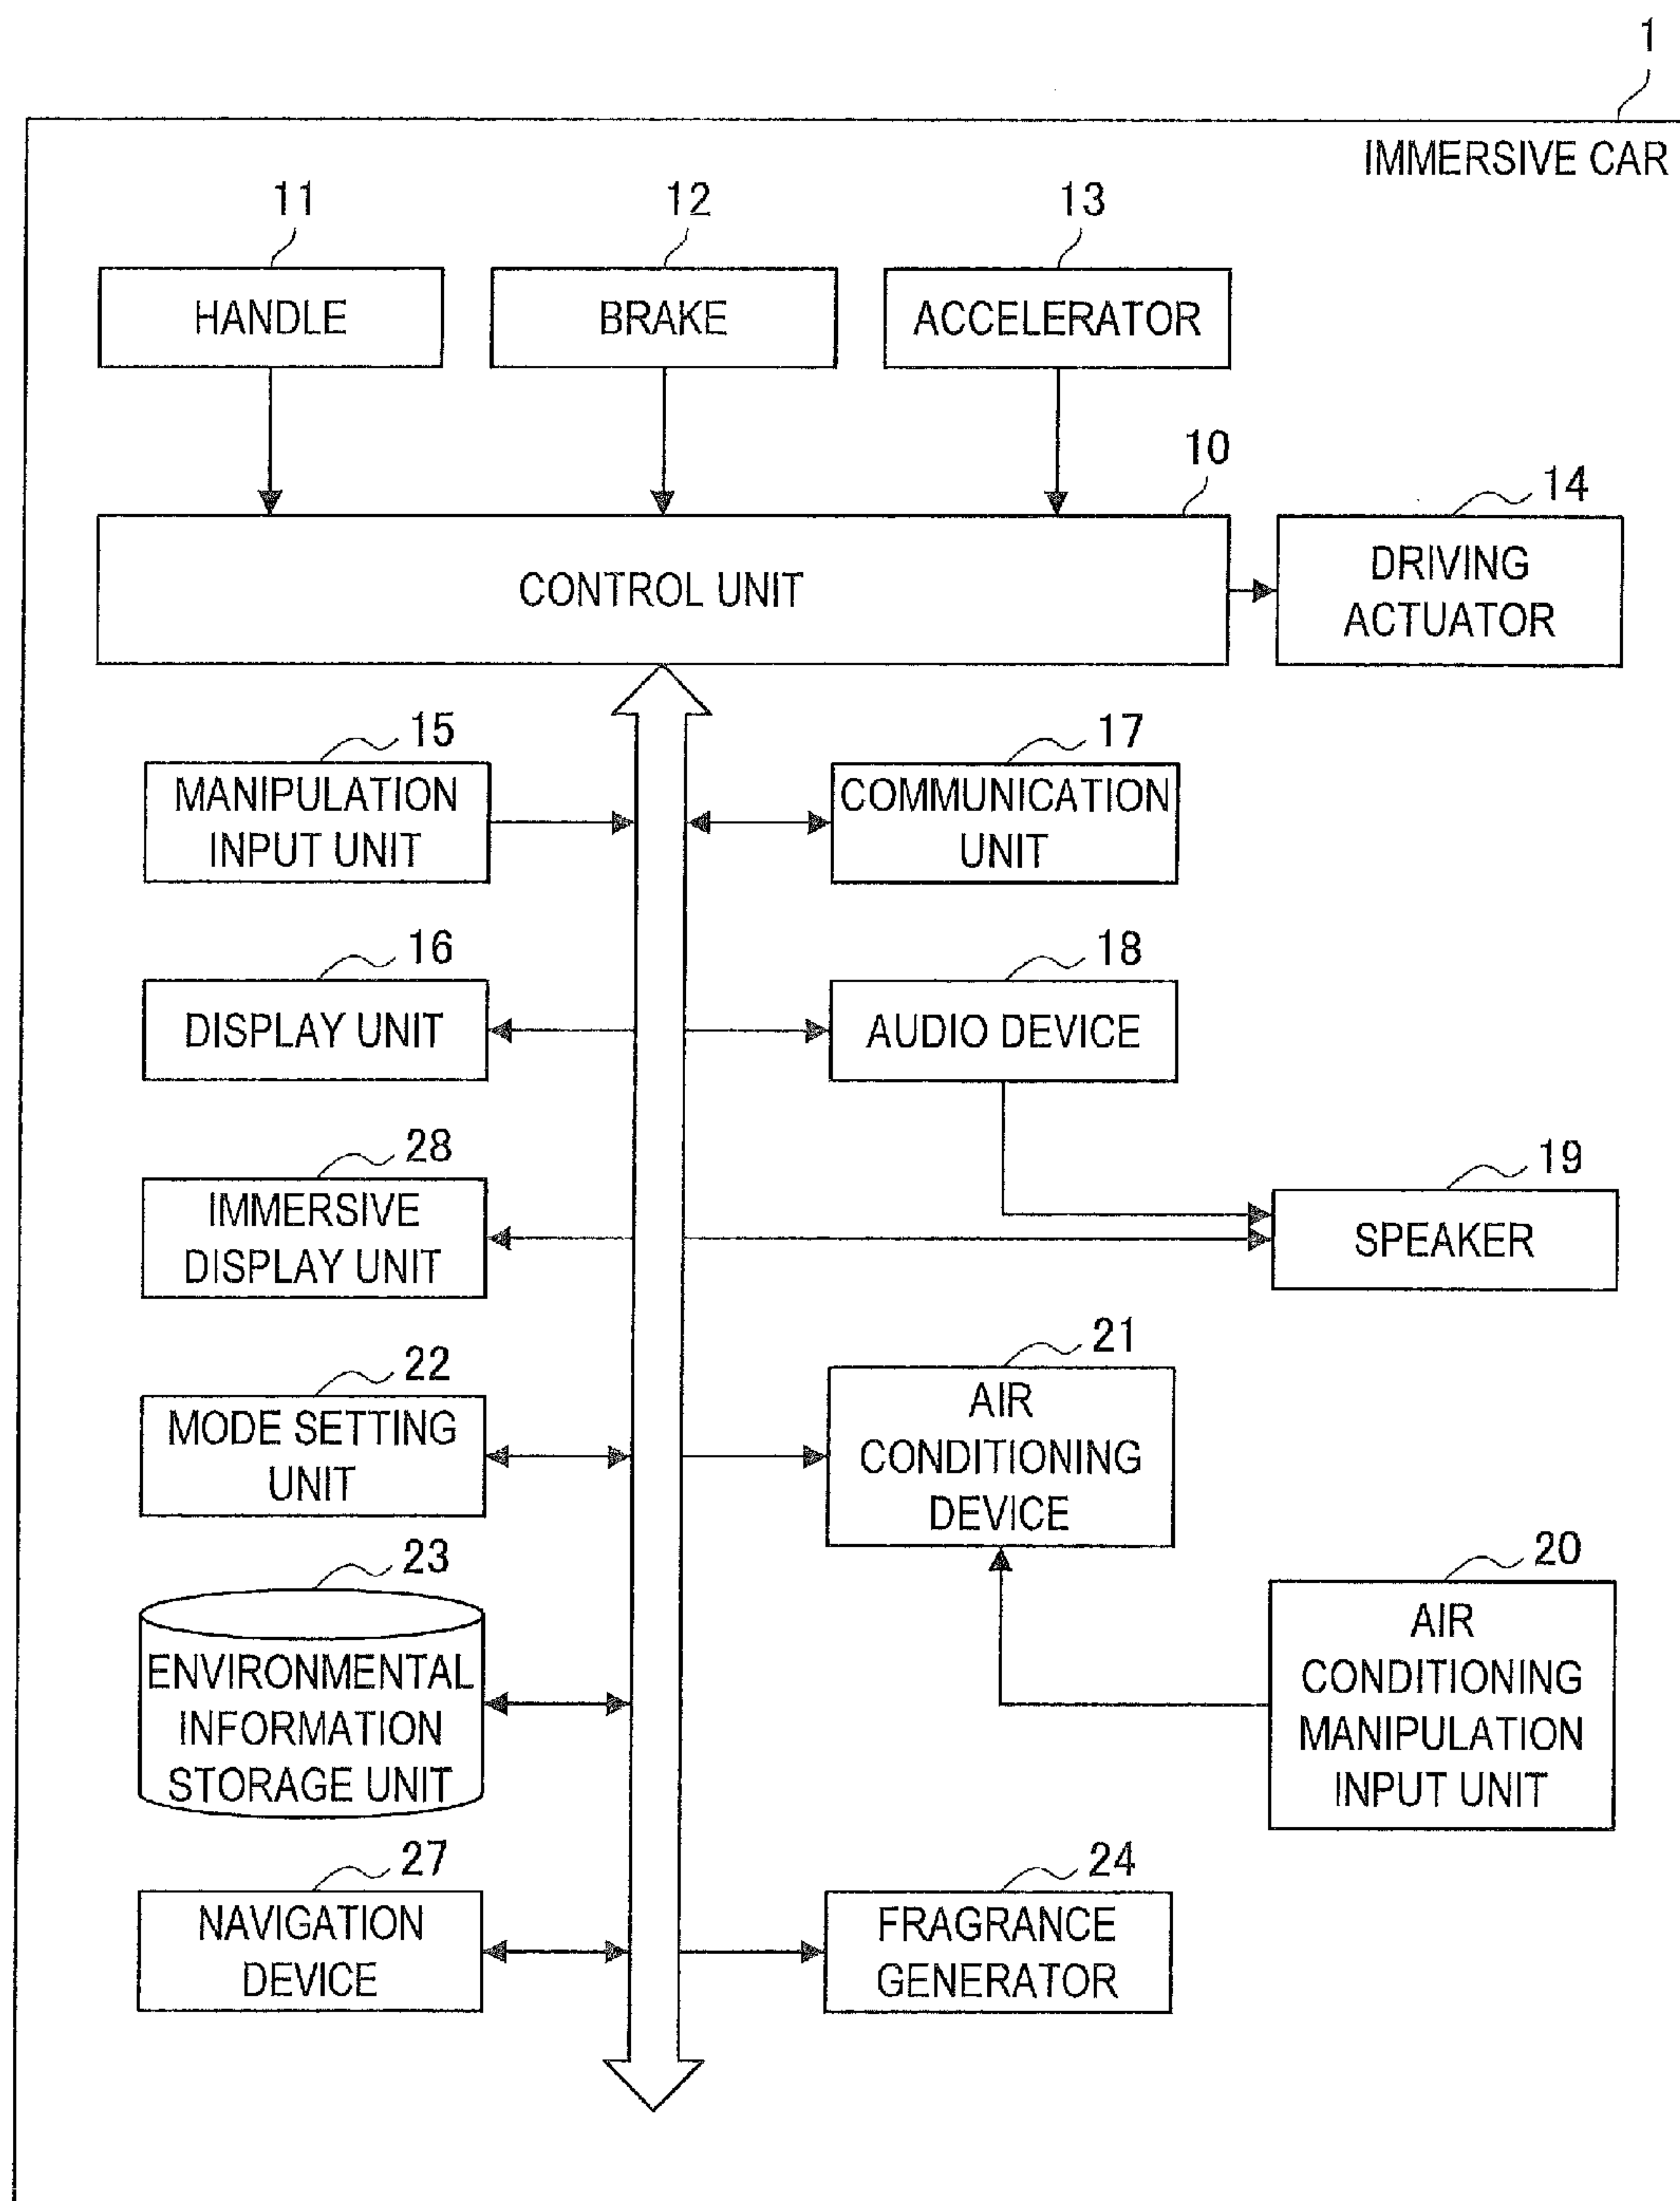 1
IMMERSIVE CAR
11
12
13
HANDLE
BRAKE
ACCELERATOR
10
14
CONTROL UNIT
DRIVING
ACTUATOR
15
17
MANIPULATION
INPUT UNIT
COMMUNICATION
UNIT
16
18
DISPLAY UNIT
AUDIO DEVICE
28
19
IMMERSIVE
DISPLAY UNIT
SPEAKER
22
21
MODE SETTING
UNIT
AIR
CONDITIONING
DEVICE
23
20
ENVIRONMENTAL
INFORMATION
STORAGE UNIT
AIR
CONDITIONING
MANIPULATION
INPUT UNIT
27
24
NAVIGATION
DEVICE
FRAGRANCE
GENERATOR